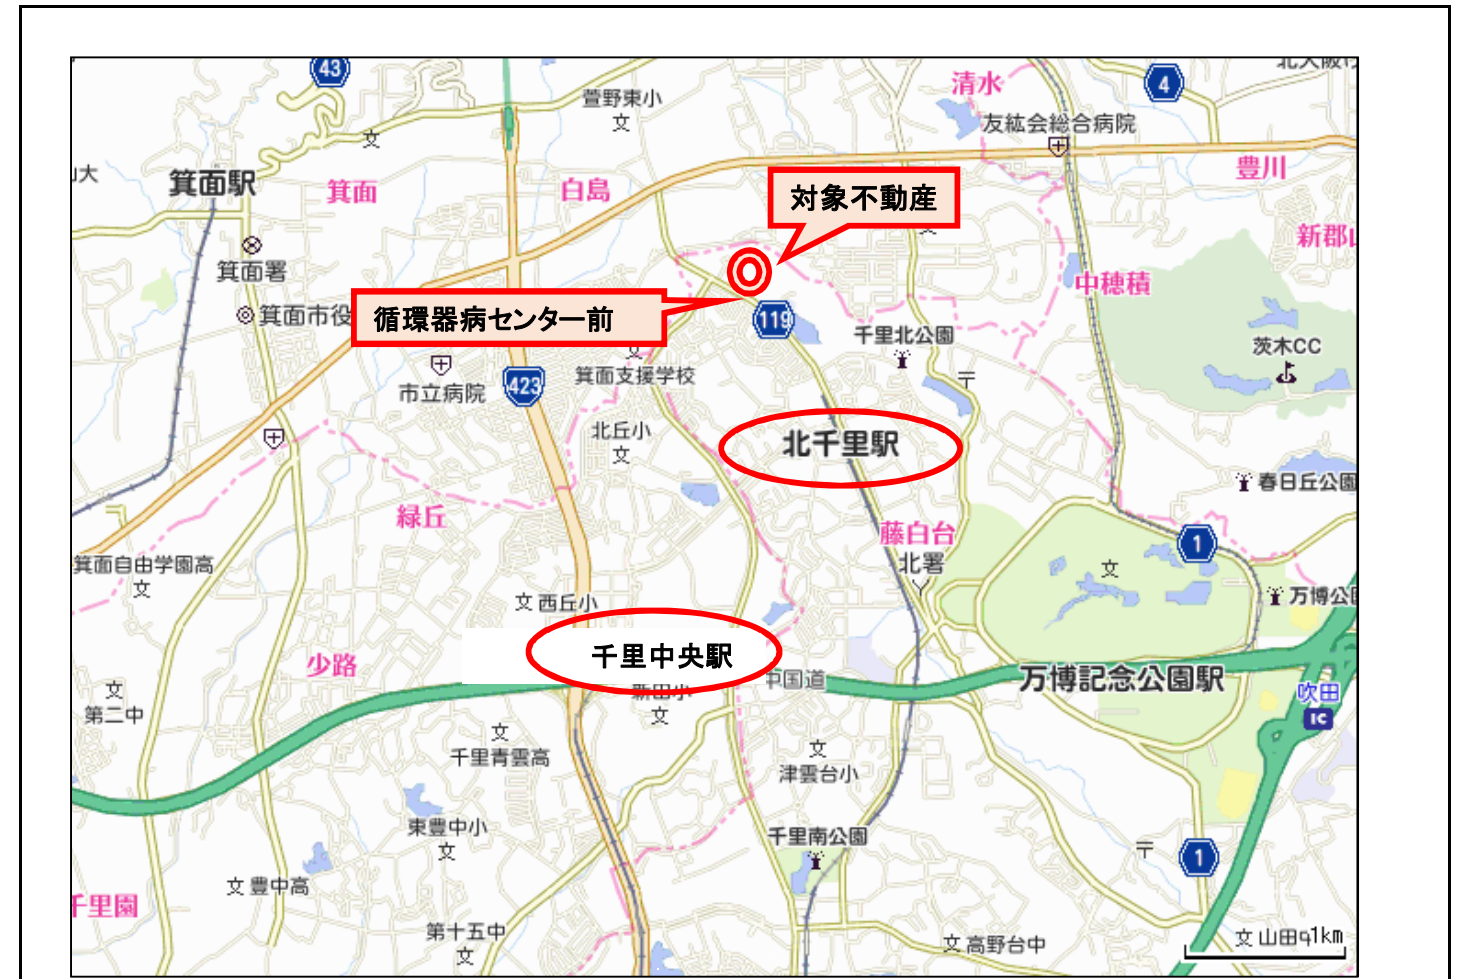 43
北大阪
4
清水
萱野東小
文
友紘会総合病院
文
山大
箕面駅
箕面
白島
対象不動産
豊川
新郡山
箕面署
箕面市役
循環器病センター前
119
千里北公園
中穂積
茨木CC
市立病院
423
文
箕面支援学校
〒
北丘小
文
北千里駅
春日丘公園
緑丘
藤白台
北署
1
箕面自由学園高
文
文
万博公
文西丘小
千里中央駅
少路
中国道
万博記念公園駅
吹田
IC
文
第二中
新田小
文
文
千里青雲高
文
津雲台小
東豊中小
文
千里南公園
〒
1
文豊中高
千里園
第十五中
文
文高野台中
文山田
1km